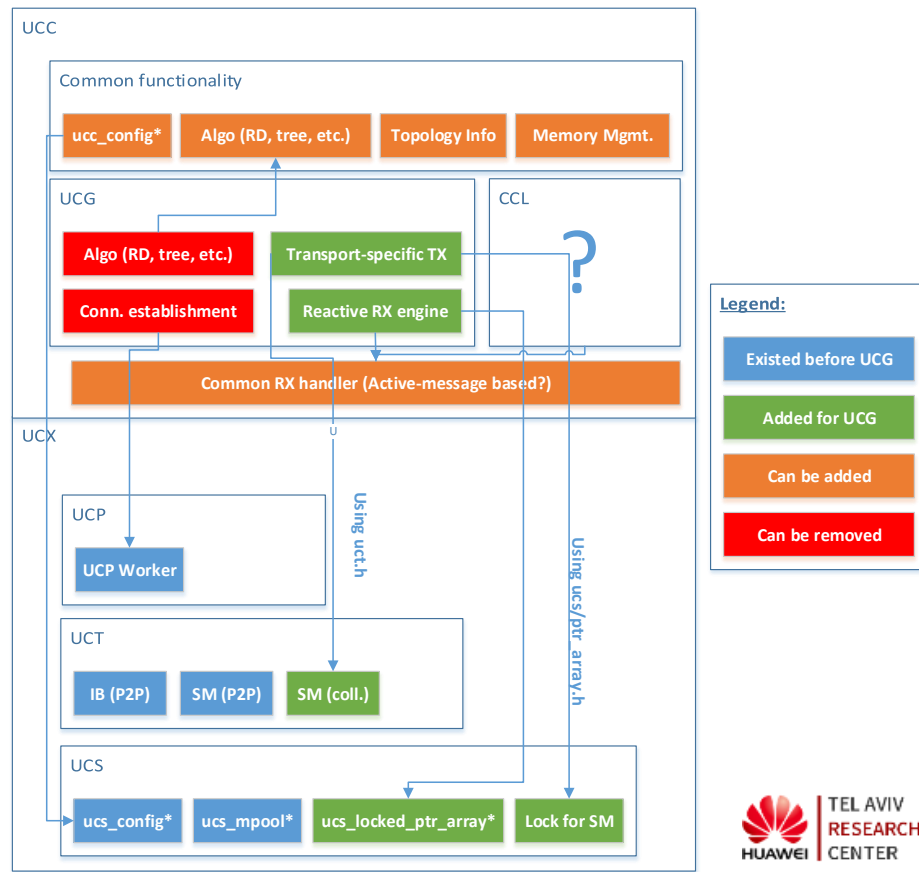 UCC
Common functionality
ucc_config*
Algo (RD, tree, etc.)
Topology Info
Memory Mgmt.
UCG
CCL
Algo (RD, tree, etc.)
Transport-specific TX
?
Conn. establishment
Reactive RX engine
Common RX handler (Active-message based?)
UCX
U
Using uct.h
Using ucs/ptr_array.h
UCP
UCP Worker
UCT
IB (P2P)
SM (P2P)
SM (coll.)
UCS
ucs_config*
ucs_mpool*
ucs_locked_ptr_array*
Lock for SM
Legend:
Existed before UCG
Added for UCG
Can be added
Can be removed
HUAWEI
TEL AVIV
RESEARCH
CENTER